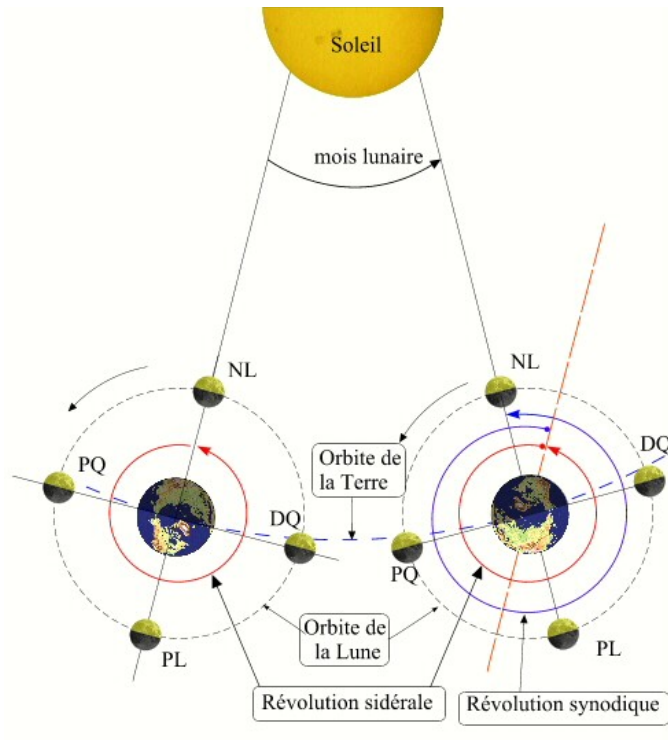 Soleil
mois lunaire
NL
NL
PQ
DQ
Orbite de
la Terre
DQ
PQ
PL
Orbite de
la Lune
PL
Révolution sidérale
Révolution synodique